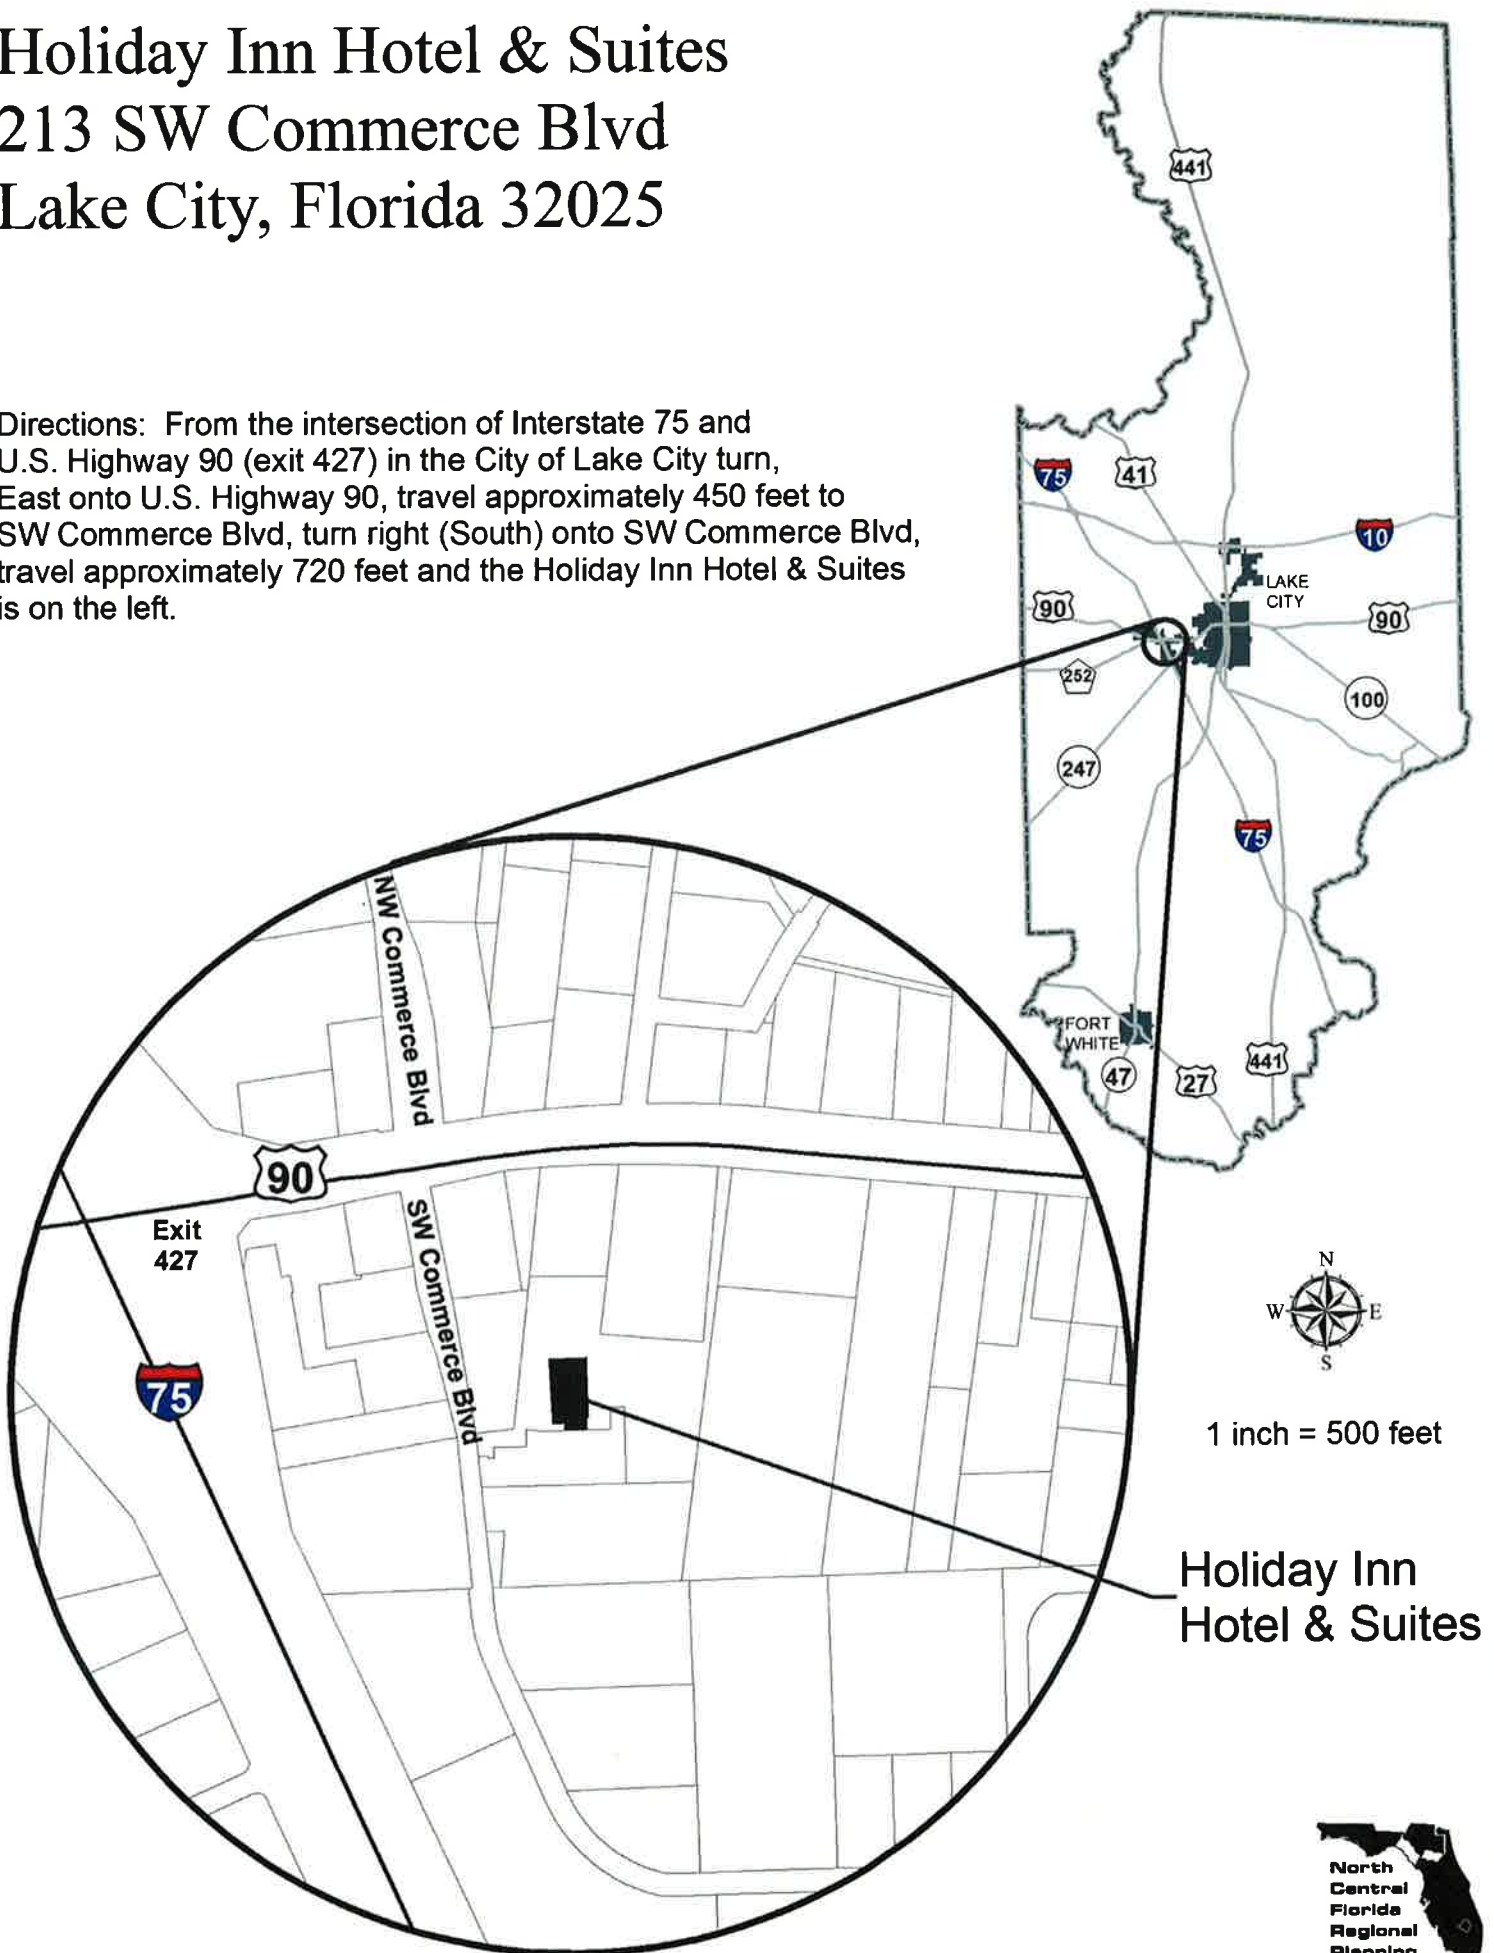 Holiday Inn Hotel & Suites
213 SW Commerce Blvd
Lake City, Florida 32025
Directions:  From the intersection of Interstate 75 and
U.S. Highway 90 (exit 427) in the City of Lake City turn,
East onto U.S. Highway 90, travel approximately 450 feet to
SW Commerce Blvd, turn right (South) onto SW Commerce Blvd,
travel approximately 720 feet and the Holiday Inn Hotel & Suites
is on the left.
441
75
41
10
LAKE
CITY
90
90
252
100
247
75
FORT
WHITE
47
27
441
NW Commerce Blvd
90
Exit
427
SW Commerce Blvd
75
N
W
E
S
1 inch = 500 feet
Holiday Inn
Hotel & Suites
North
Central
Florida
Regional
Planning